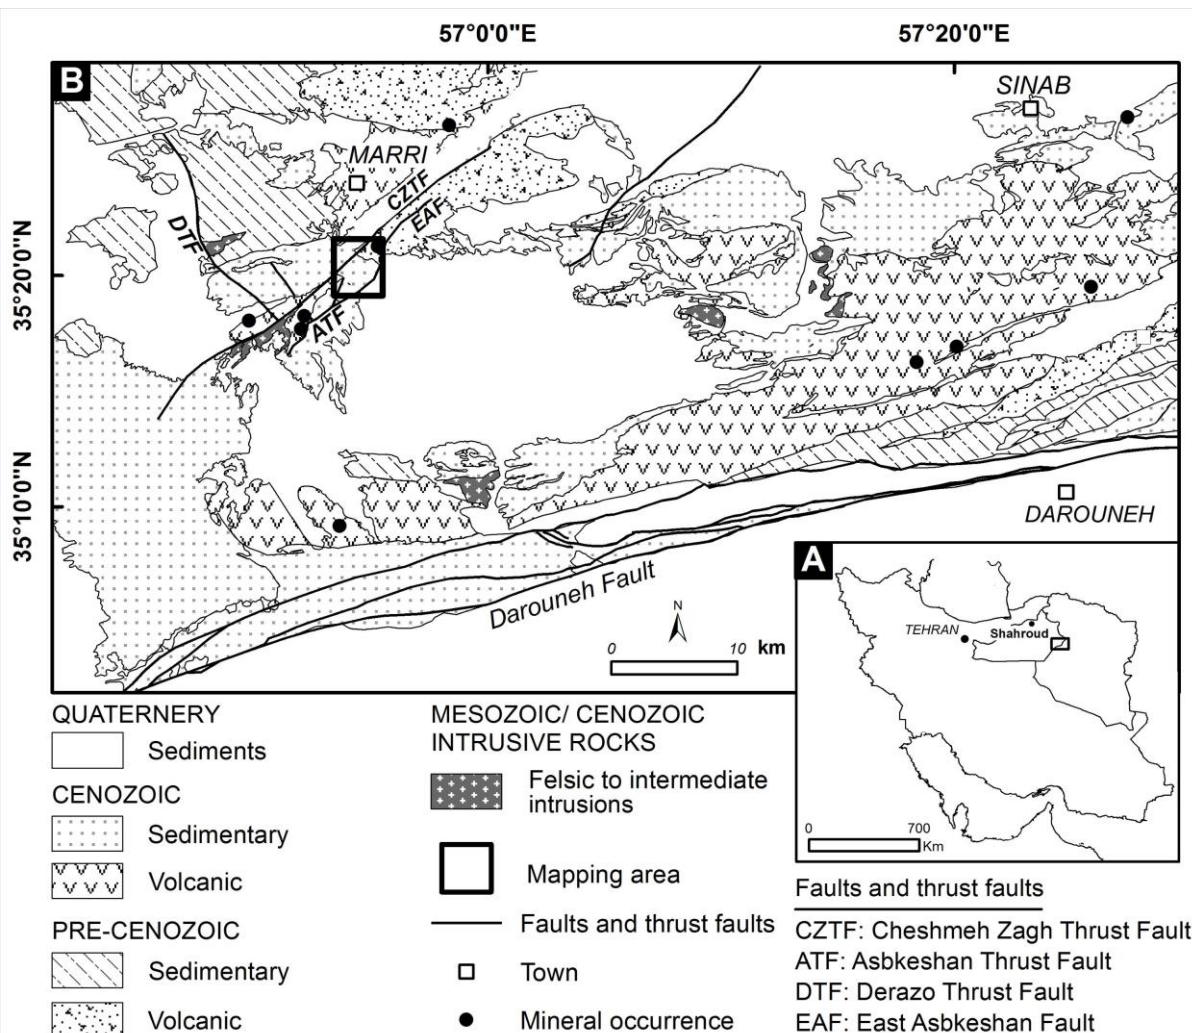 57°0'0"E
57°20'0"E
B
SINAB
MARRI
CZTF
EAF
DTF
35°20'0"N
ATF
35°10'0"N
DAROUNEH
Darouneh Fault
N
0 10 km
A
TEHRAN
Shahroud
0 700
Km
QUATERNERY
Sediments
CENOZOIC
Sedimentary
Volcanic
PRE-CENOZOIC
Sedimentary
Volcanic
MESOZOIC/ CENOZOIC
INTRUSIVE ROCKS
Felsic to intermediate
intrusions
Mapping area
Faults and thrust faults
Town
Mineral occurrence
Faults and thrust faults
CZTF: Cheshmeh Zagh Thrust Fault
ATF: Asbkeshan Thrust Fault
DTF: Derazo Thrust Fault
EAF: East Asbkeshan Fault